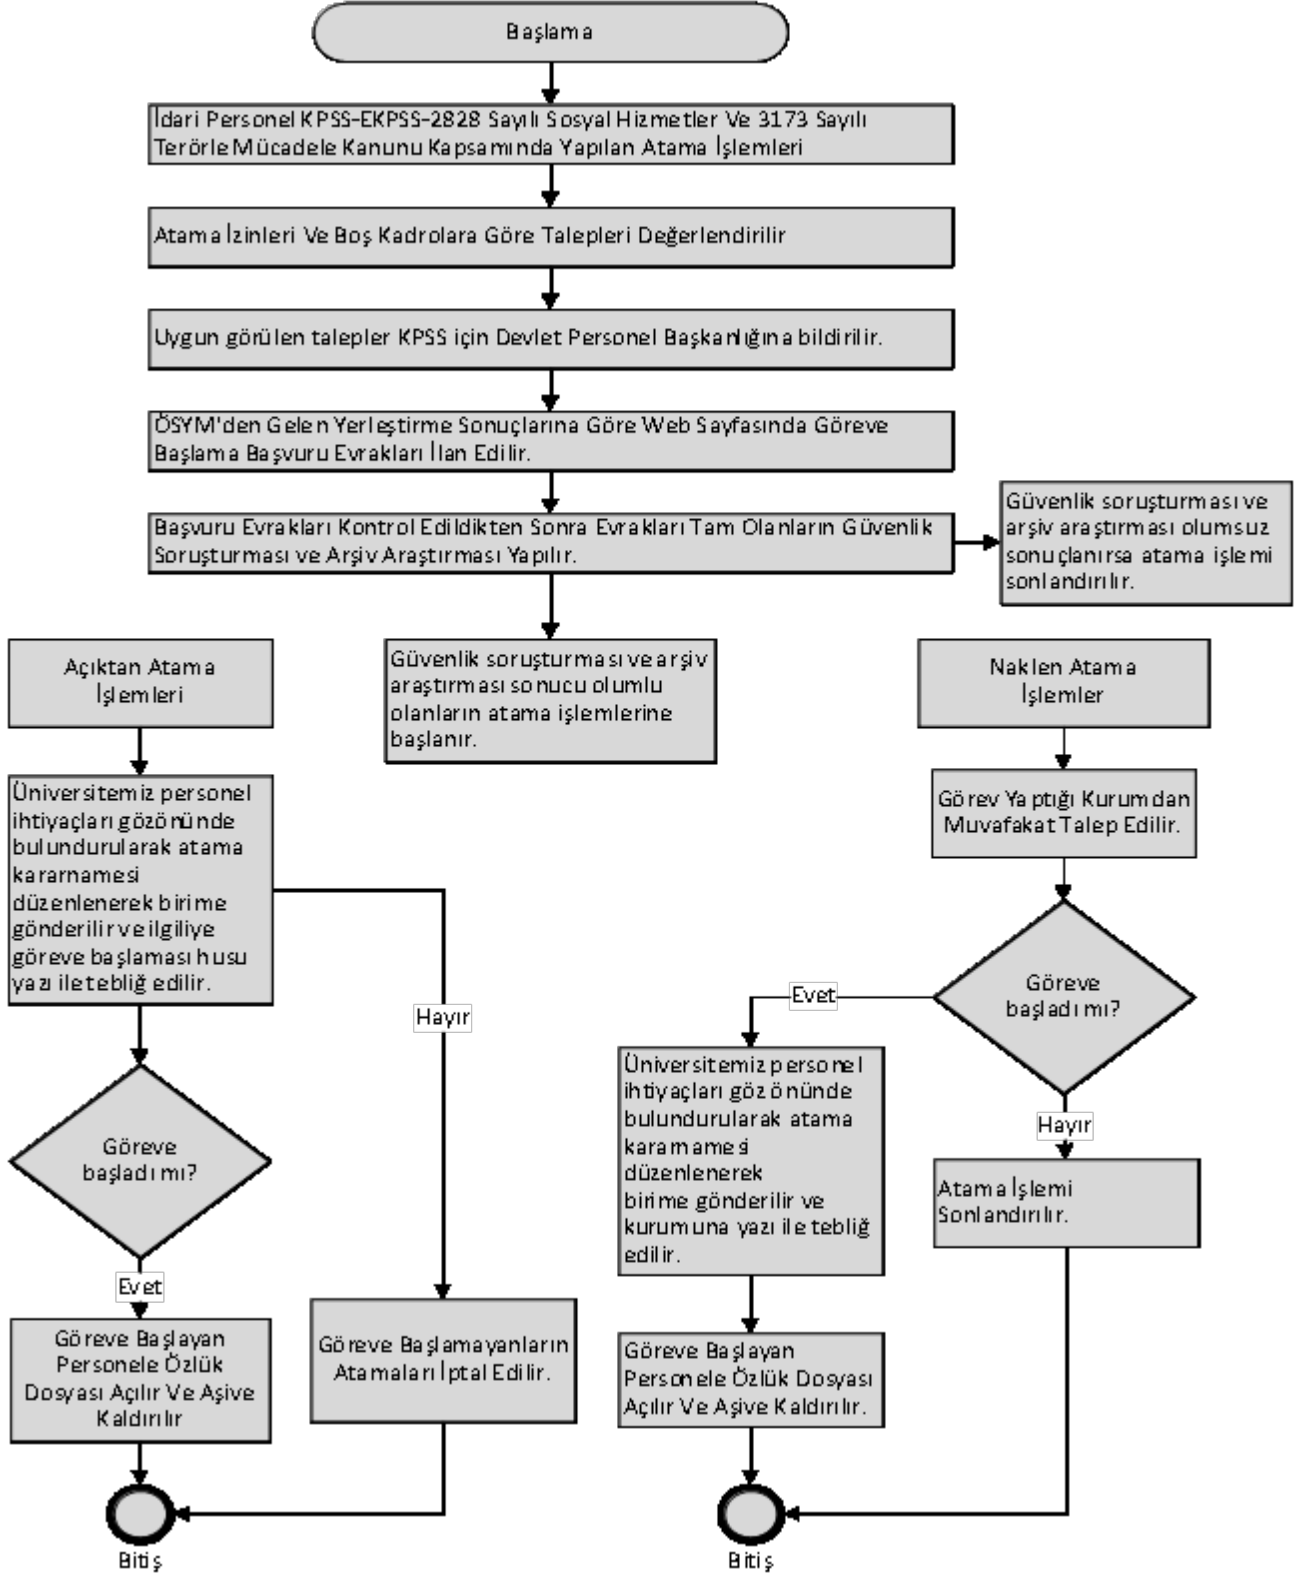 Başlama
İdari Personel KPSS-EKPSS-2828 Sayılı Sosyal Hizmetler Ve 3173 Sayılı
Terörle Mücadele Kanunu Kapsamında Yapılan Atama İşlemleri
Atama İzinleri Ve Boş Kadrolara Göre Talepleri Değerlendirilir
Uygun görülen talepler KPSS için Devlet Personel Başkanlığına bildirilir.
ÖSYM'den Gelen Yerleştirme Sonuçlarına Göre Web Sayfasında Göreve
Başlama Başvuru Evrakları İlan Edilir.
Başvuru Evrakları Kontrol Edildikten Sonra Evrakları Tam Olanların Güvenlik
Soruşturması ve Arşiv Araştırması Yapılır.
Güvenlik soruşturması ve
arşiv araştırması olumsuz
sonuçlanırsa atama işlemi
sonlandırılır.
Açıktan Atama
İşlemleri
Güvenlik soruşturması ve arşiv
araştırması sonucu olumlu
olanların atama işlemlerine
başlanır.
Naklen Atama
İşlemler
Üniversitemiz personel
ihtiyaçları gözönünde
bulundurularak atama
kararnamesi
düzenlenerek birime
gönderilir ve ilgiliye
göreve başlaması husu
yazı ile tebliğ edilir.
Görev Yaptığı Kurumdan
Muvafakat Talep Edilir.
Göreve
başladı mı?
Evet
Hayır
Hayır
Üniversitemiz personel
ihtiyaçları göz önünde
bulundurularak atama
kararnamesi
düzenlenerek
birime gönderilir ve
kurumuna yazı ile tebliğ
edilir.
Göreve
başladı mı?
Atama İşlemi
Sonlandırılır.
Evet
Göreve Başlayan
Personele Özlük
Dosyası Açılır Ve Aşive
Kaldırılır
Göreve Başlamayanların
Atamaları İptal Edilir.
Göreve Başlayan
Personele Özlük Dosyası
Açılır Ve Aşive Kaldırılır.
Bitiş
Bitiş